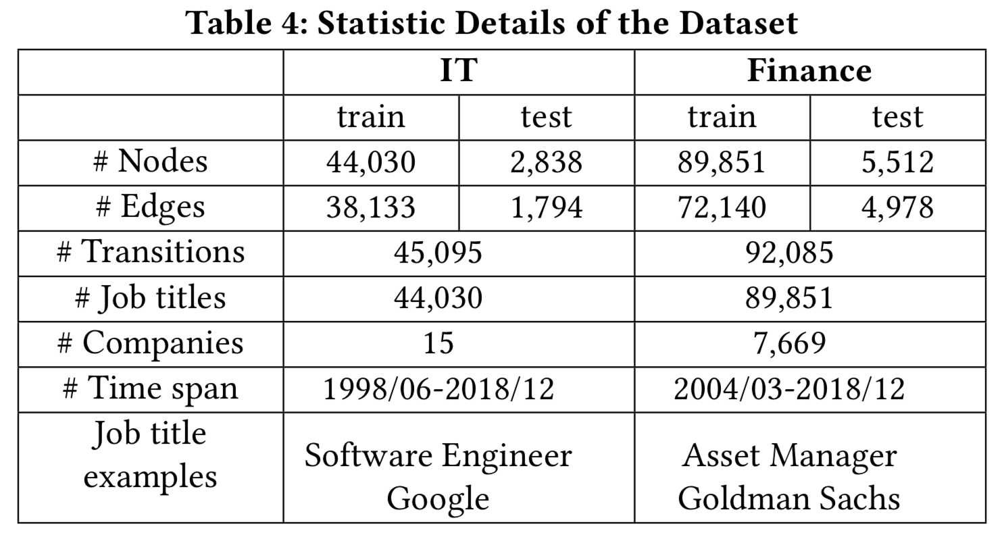 Table 4: Statistic Details of the Dataset
IT Finance
train test train test
# Nodes 44,030 2,838 89,851 5,512
# Edges 38,133 1,794 72,140 4,978
# Transitions 45,095 92,085
# Job titles 44,030 89,851
# Companies 15 7,669
# Time span 1998/06-2018/12 2004/03-2018/12
Job title
examples
Software Engineer
Google
Asset Manager
Goldman Sachs